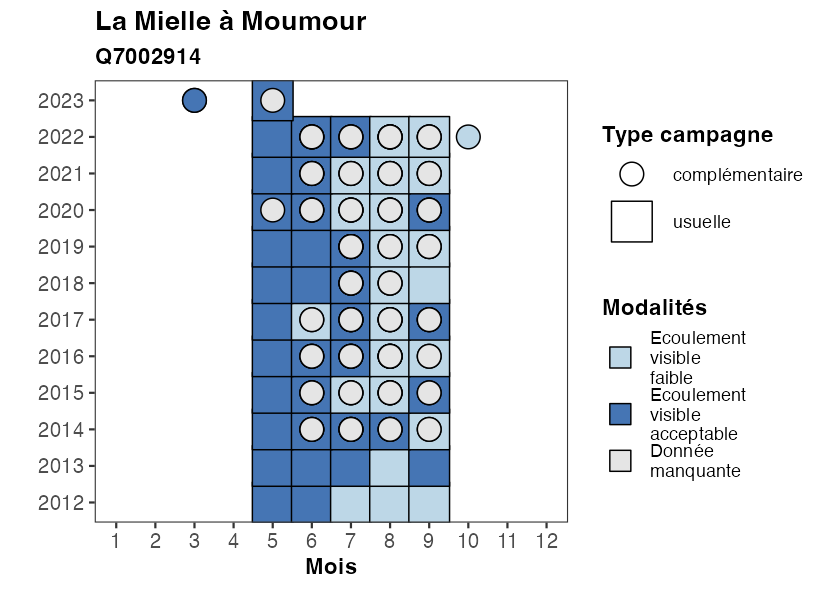 La Mielle à Moumour
Q7002914
2023
2022
2021
2020
2019
2018
2017
2016
2015
2014
2013
2012
1 2 3 4 5 6 7 8 9 10 11 12
Mois
Type campagne
complémentaire
usuelle
Modalités
Ecoulement
visible
faible
Ecoulement
visible
acceptable
Donnée
manquante